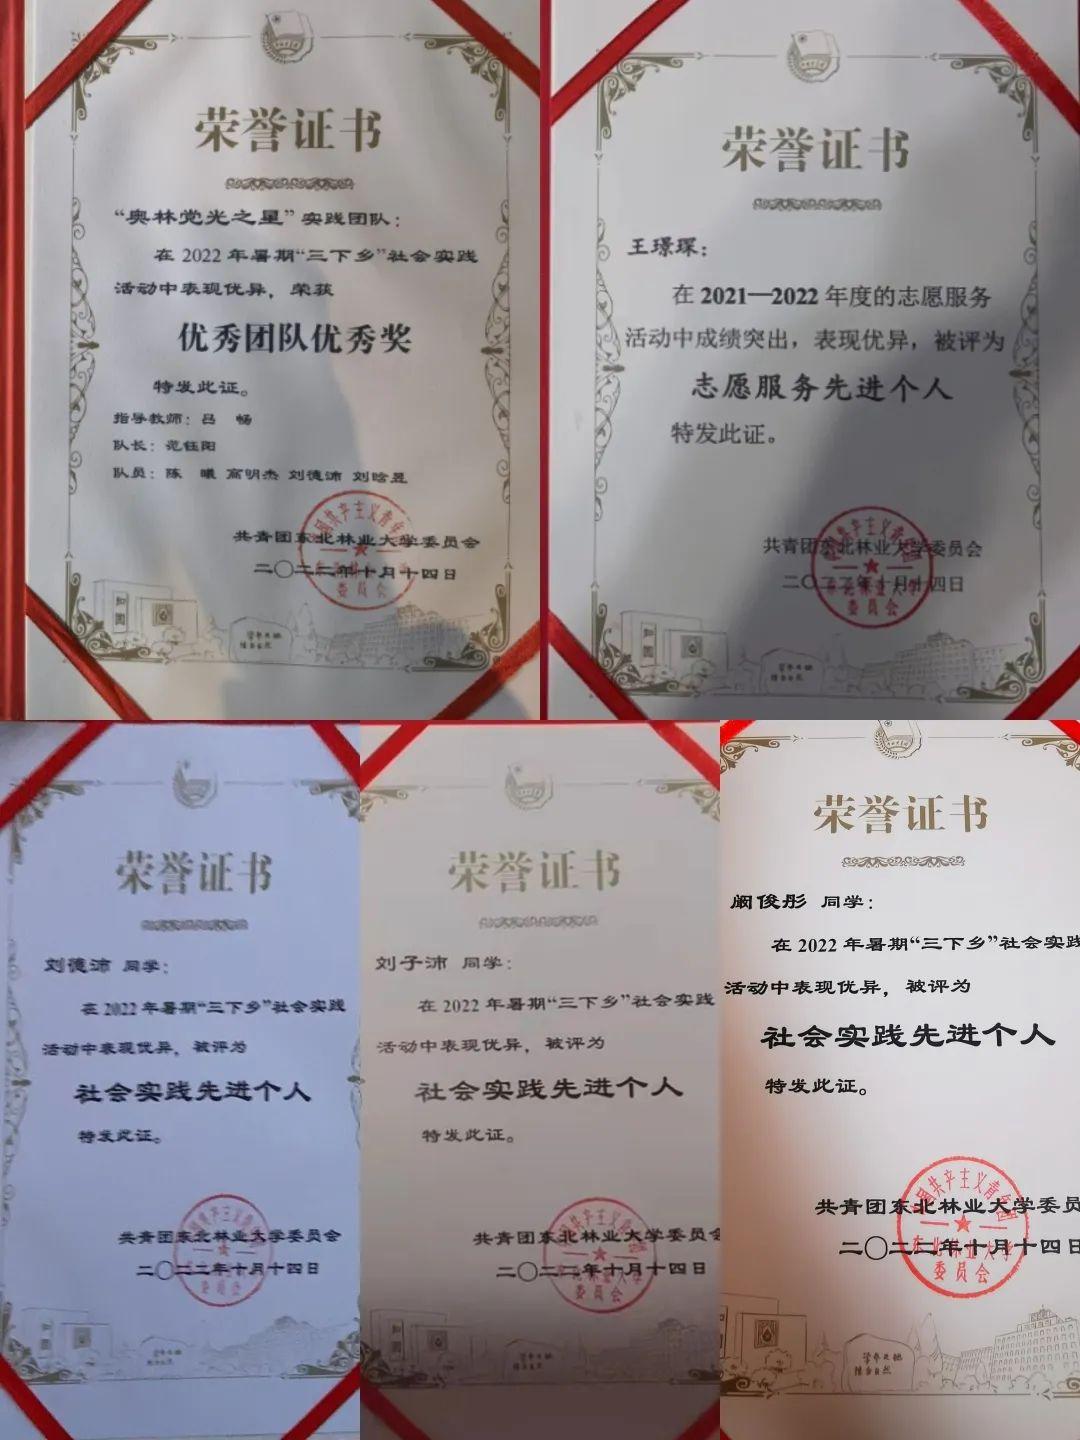 荣誉证书
“奥林党光之星”实践团队：
在2022年暑期“三下乡”社会实践
活动中表现优异，荣获
优秀团队优秀奖
特发此证。
指导教师：吕 畅
队长：范钰阳
队员：陈 曦 高明杰 刘德沛 刘晗昱
共青团东北林业大学委员会
二〇二二年十月十四日
荣誉证书
王璟琛：
在2021—2022年度的志愿服务
活动中成绩突出，表现优异，被评为
志愿服务先进个人
特发此证。
共青团东北林业大学委员会
二〇二二年十月十四日
荣誉证书
刘德沛 同学：
在2022年暑期“三下乡”社会实践
活动中表现优异，被评为
社会实践先进个人
特发此证。
共青团东北林业大学委员会
二〇二二年十月十四日
荣誉证书
刘子沛 同学：
在2022年暑期“三下乡”社会实践
活动中表现优异，被评为
社会实践先进个人
特发此证。
共青团东北林业大学委员会
二〇二二年十月十四日
荣誉证书
阚俊彤 同学：
在2022年暑期“三下乡”社会实践
活动中表现优异，被评为
社会实践先进个人
特发此证。
共青团东北林业大学委员
二〇二二年十月十四日